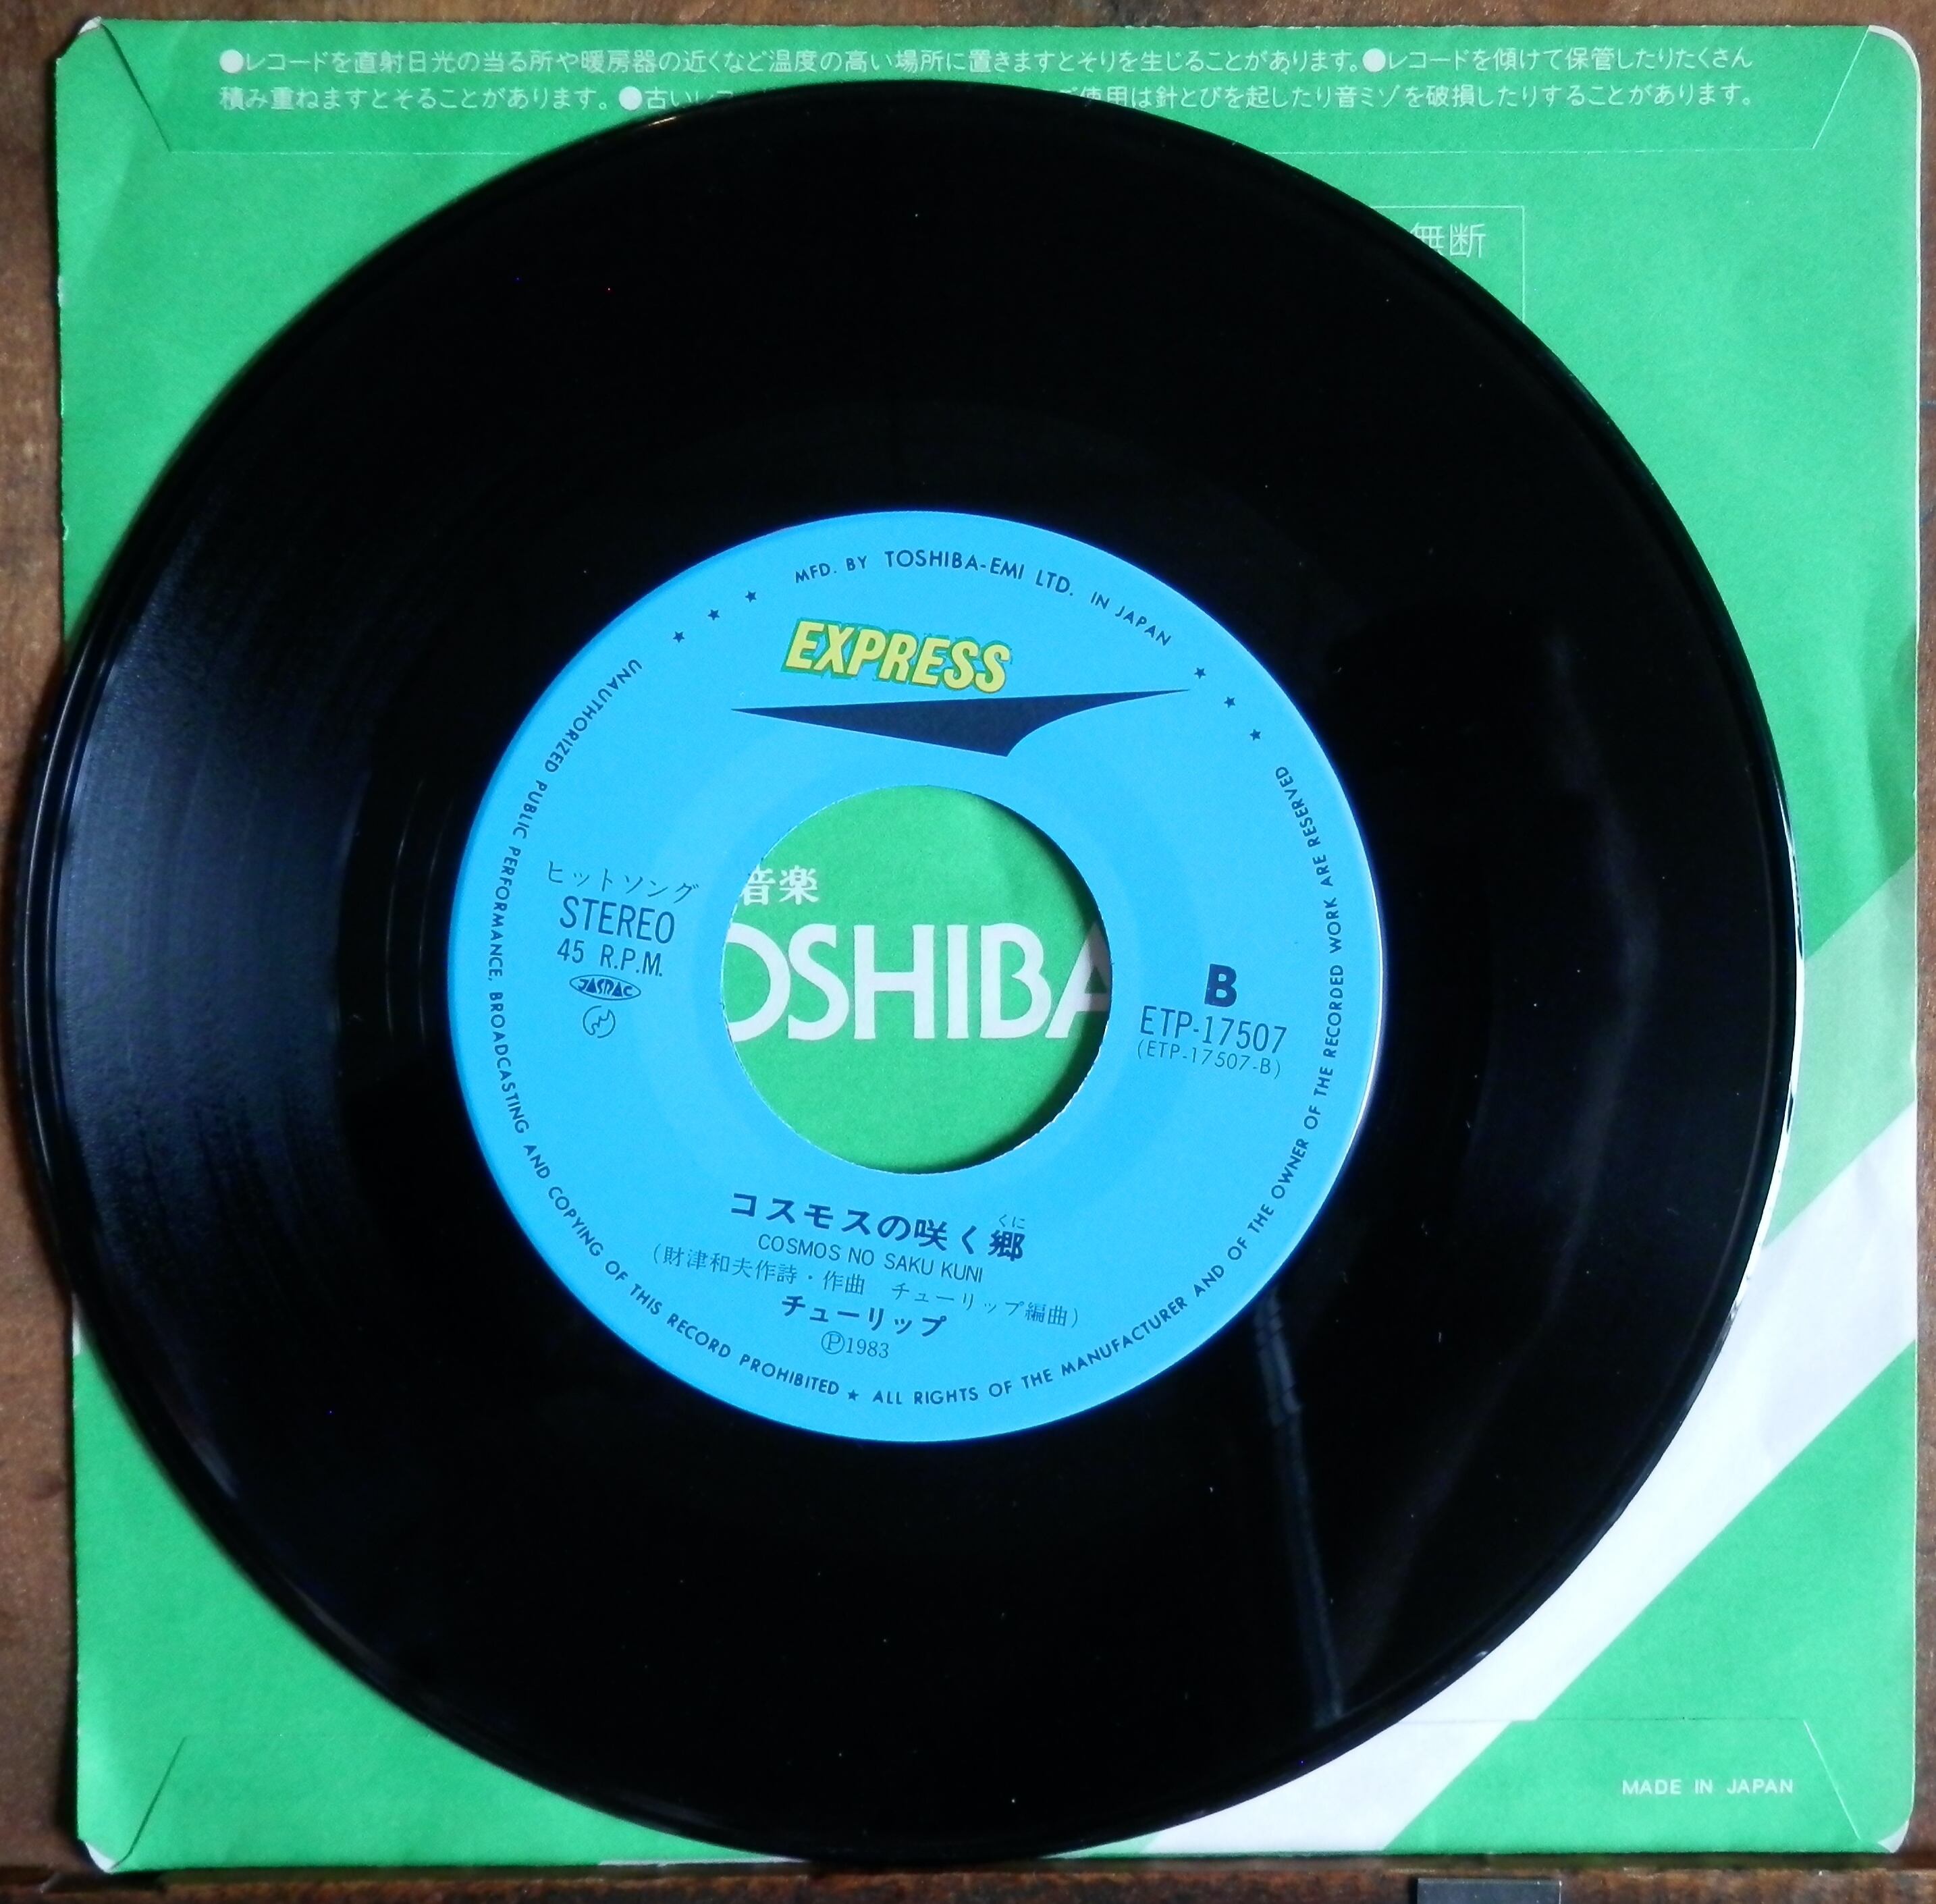 ●レコードを直射日光の当る所や暖房器の近くなど温度の高い場所に置きますとそりを生じることがあります。●レコードを傾けて保管したりたくさん
積み重ねますとそることがあります。●古いレコ
ご使用は針とびを起したり音ミゾを破損したりすることがあります。
無断
MFD. BY TOSHIBA-EMI LTD. IN JAPAN
EXPRESS
ヒットソング
STEREO
45 R.P.M.
JASRAC
音楽
OSHIBA
B
ETP-17507
(ETP-17507-B)
コスモスの咲く郷
くに
COSMOS NO SAKU KUNI
(財津和夫作詩・作曲 チューリップ編曲)
チューリップ
Ⓟ1983
UNAUTHORIZED PUBLIC PERFORMANCE, BROADCASTING AND COPYING OF THIS RECORD PROHIBITED ★ ALL RIGHTS OF THE MANUFACTURER AND OF THE OWNER OF THE RECORDED WORK ARE RESERVED
MADE IN JAPAN